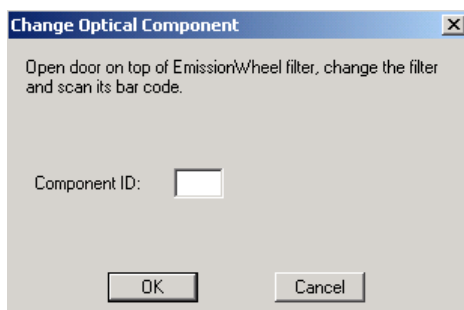 Change Optical Component
Open door on top of EmissionWheel filter, change the filter
and scan its bar code.
Component ID:
OK Cancel